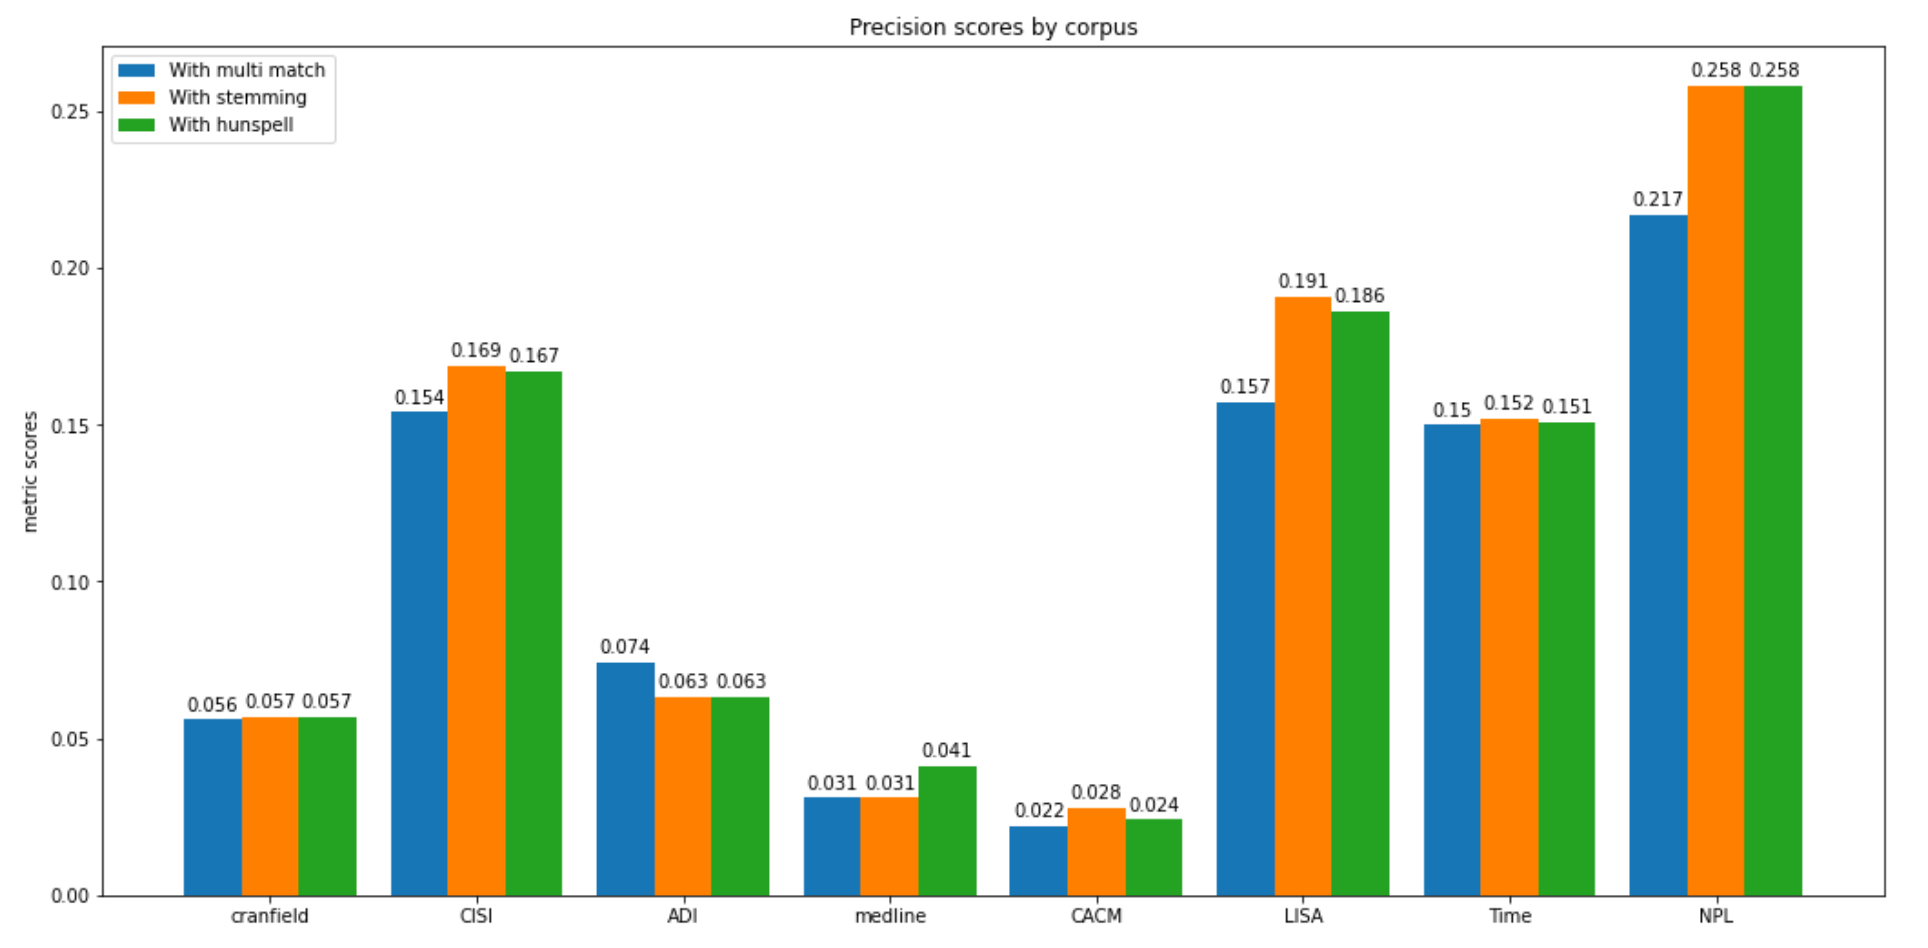 Precision scores by corpus
With multi match
With stemming
With hunspell
metric scores
0.25
0.20
0.15
0.10
0.05
0.00
0.056 0.057 0.057
0.154 0.169 0.167
0.074 0.063 0.063
0.031 0.031 0.041
0.022 0.028 0.024
0.157 0.191 0.186
0.15 0.152 0.151
0.217 0.258 0.258
cranfield CISI ADI medline CACM LISA Time NPL